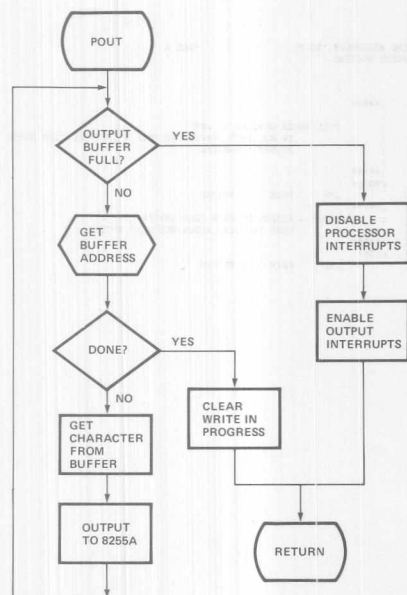 POUT
OUTPUT
BUFFER
FULL?
YES
NO
GET
BUFFER
ADDRESS
DISABLE
PROCESSOR
INTERRUPTS
ENABLE
OUTPUT
INTERRUPTS
DONE?
YES
NO
CLEAR
WRITE IN
PROGRESS
GET
CHARACTER
FROM
BUFFER
OUTPUT
TO 8255A
RETURN